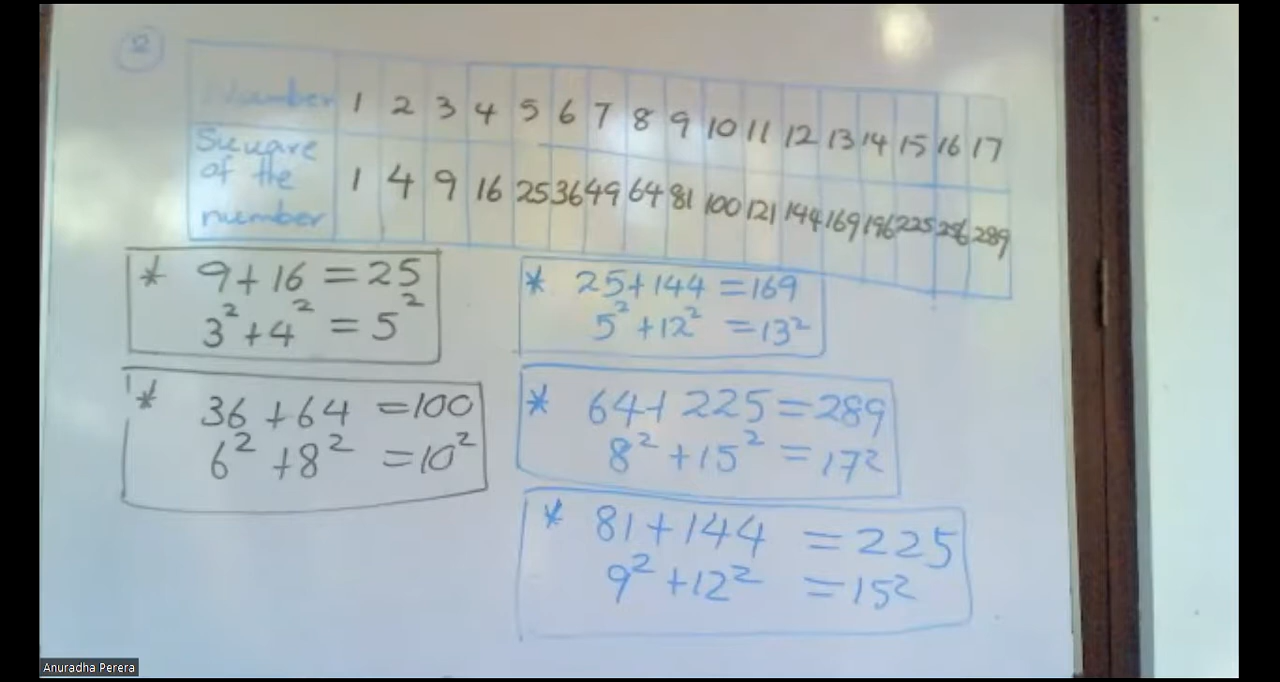 2
Number 1 2 3 4 5 6 7 8 9 10 11 12 13 14 15 16 17
Square of the number 1 4 9 16 25 36 49 64 81 100 121 144 169 196 225 256 289
* 9+16 = 25
3² + 4² = 5²
* 36 + 64 = 100
6² + 8² = 10²
* 25+144 = 169
5² + 12² = 13²
* 64 + 225 = 289
8² + 15² = 17²
* 81 + 144 = 225
9² + 12² = 15²
Anuradha Perera